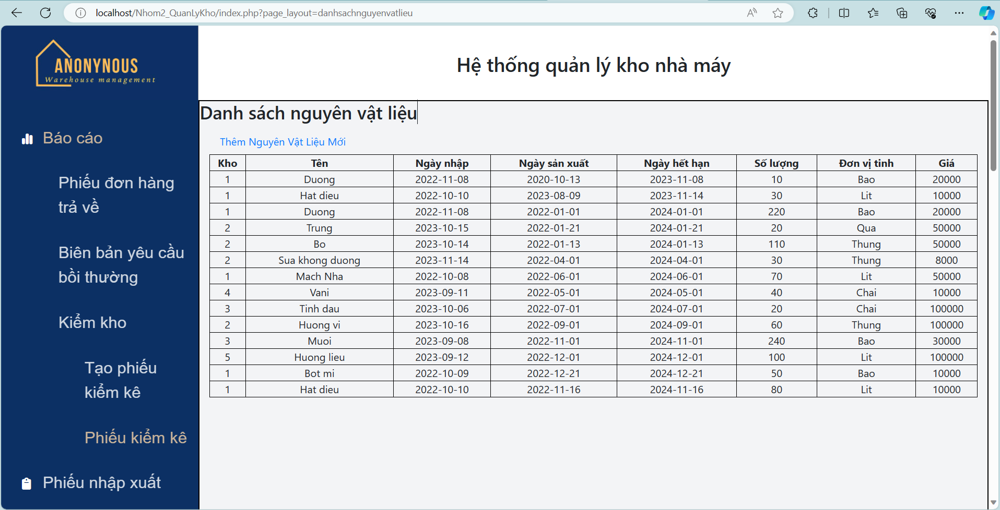 localhost/Nhom2_QuanLyKho/index.php?page_layout=danhsachnguyenvatlieu
ANONYNOUS
Warehouse management
Báo cáo
Phiếu đơn hàng
trả về
Biên bản yêu cầu
bồi thường
Kiểm kho
Tạo phiếu
kiểm kê
Phiếu kiểm kê
Phiếu nhập xuất
Hệ thống quản lý kho nhà máy
Danh sách nguyên vật liệu
Thêm Nguyên Vật Liệu Mới
Kho Tên Ngày nhập Ngày sản xuất Ngày hết hạn Số lượng Đơn vị tinh Giá
1 Duong 2022-11-08 2020-10-13 2023-11-08 10 Bao 20000
1 Hat dieu 2022-10-10 2023-08-09 2023-11-14 30 Lit 10000
1 Duong 2022-11-08 2022-01-01 2024-01-01 220 Bao 20000
2 Trung 2023-10-15 2022-01-21 2024-01-21 20 Qua 50000
2 Bo 2023-10-14 2022-01-13 2024-01-13 110 Thung 50000
2 Sua khong duong 2023-11-14 2022-04-01 2024-04-01 30 Thung 8000
1 Mach Nha 2022-10-08 2022-06-01 2024-06-01 70 Lit 50000
4 Vani 2023-09-11 2022-05-01 2024-05-01 40 Chai 10000
3 Tinh dau 2023-10-06 2022-07-01 2024-07-01 20 Chai 100000
2 Huong vi 2023-10-16 2022-09-01 2024-09-01 60 Thung 100000
3 Muoi 2023-09-08 2022-11-01 2024-11-01 240 Bao 30000
5 Huong lieu 2023-09-12 2022-12-01 2024-12-01 100 Lit 100000
1 Bot mi 2022-10-09 2022-12-21 2024-12-21 50 Bao 10000
1 Hat dieu 2022-10-10 2022-11-16 2024-11-16 80 Lit 10000